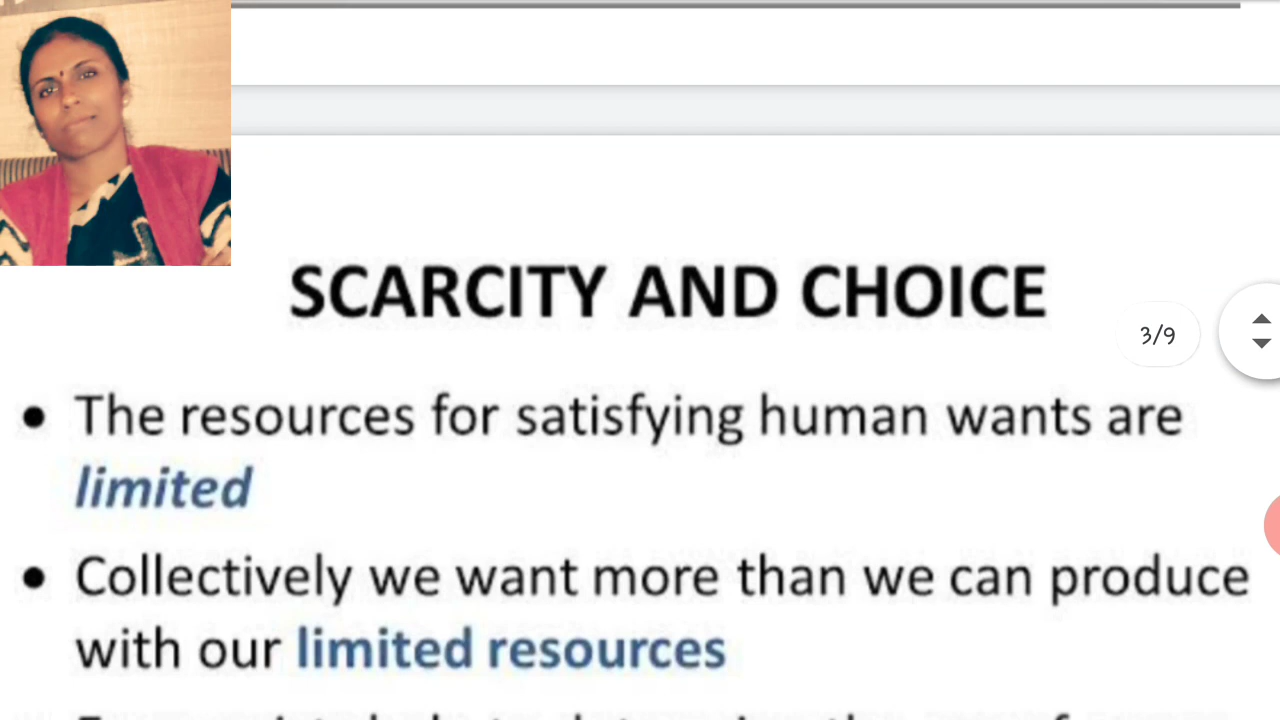 SCARCITY AND CHOICE
3/9
• The resources for satisfying human wants are
limited
• Collectively we want more than we can produce
with our limited resources